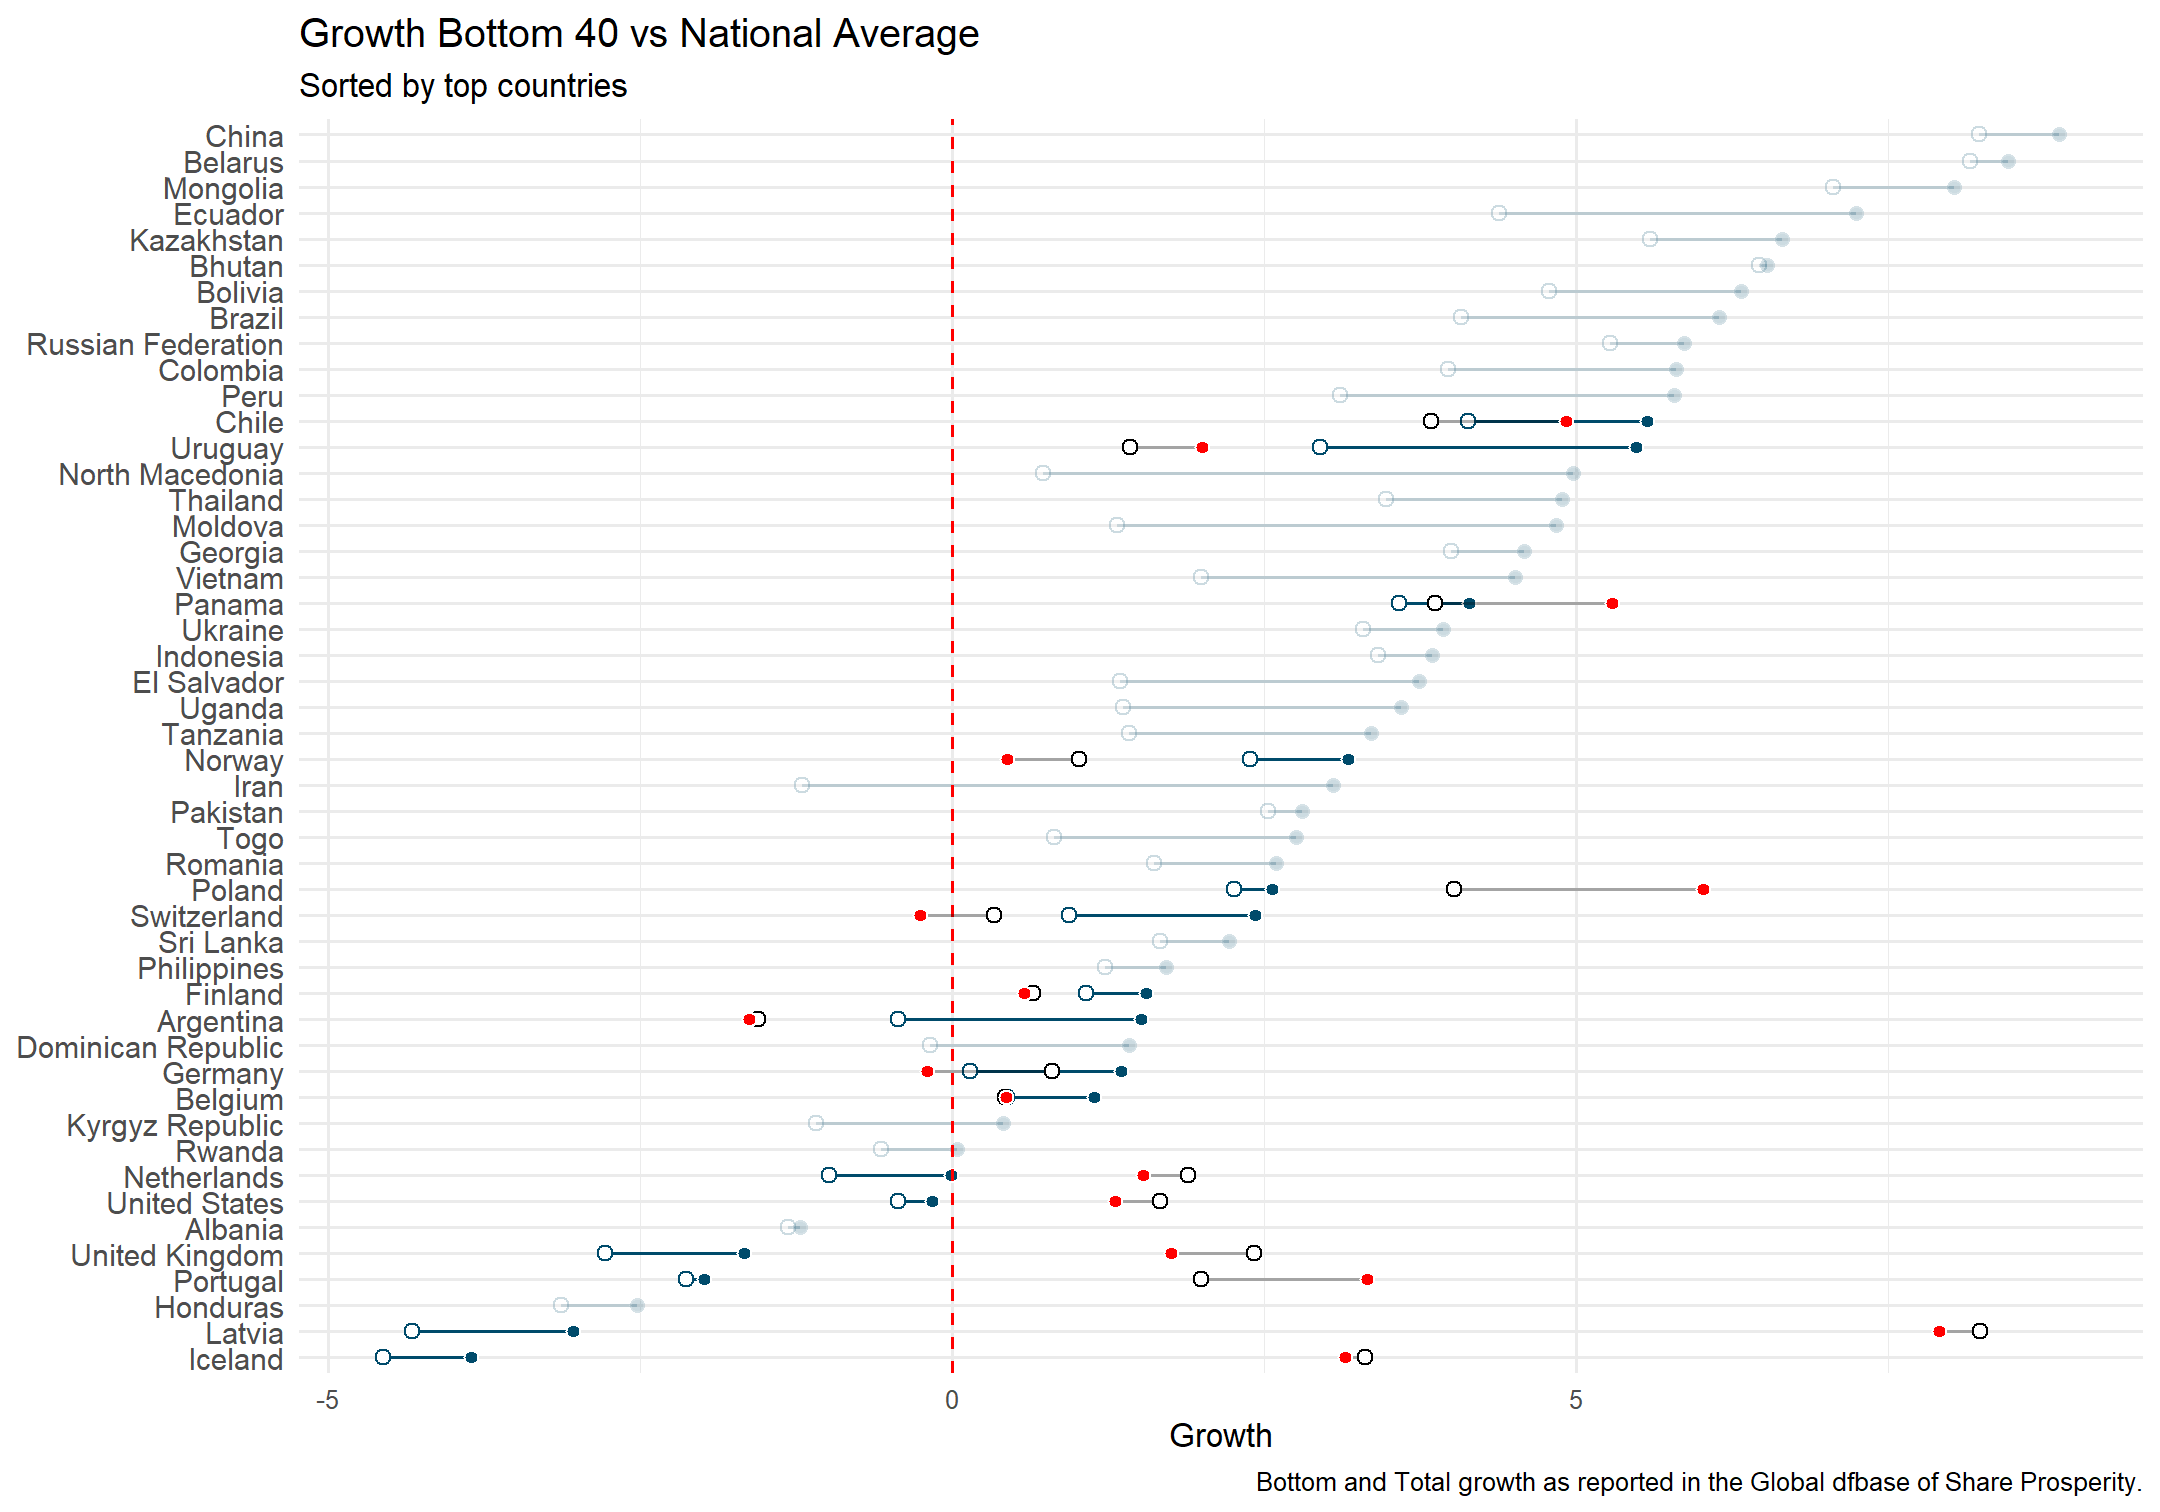 Growth Bottom 40 vs National Average
Sorted by top countries
China
Belarus
Mongolia
Ecuador
Kazakhstan
Bhutan
Bolivia
Brazil
Russian Federation
Colombia
Peru
Chile
Uruguay
North Macedonia
Thailand
Moldova
Georgia
Vietnam
Panama
Ukraine
Indonesia
El Salvador
Uganda
Tanzania
Norway
Iran
Pakistan
Togo
Romania
Poland
Switzerland
Sri Lanka
Philippines
Finland
Argentina
Dominican Republic
Germany
Belgium
Kyrgyz Republic
Rwanda
Netherlands
United States
Albania
United Kingdom
Portugal
Honduras
Latvia
Iceland
-5 0 5
Growth
Bottom and Total growth as reported in the Global dfbase of Share Prosperity.